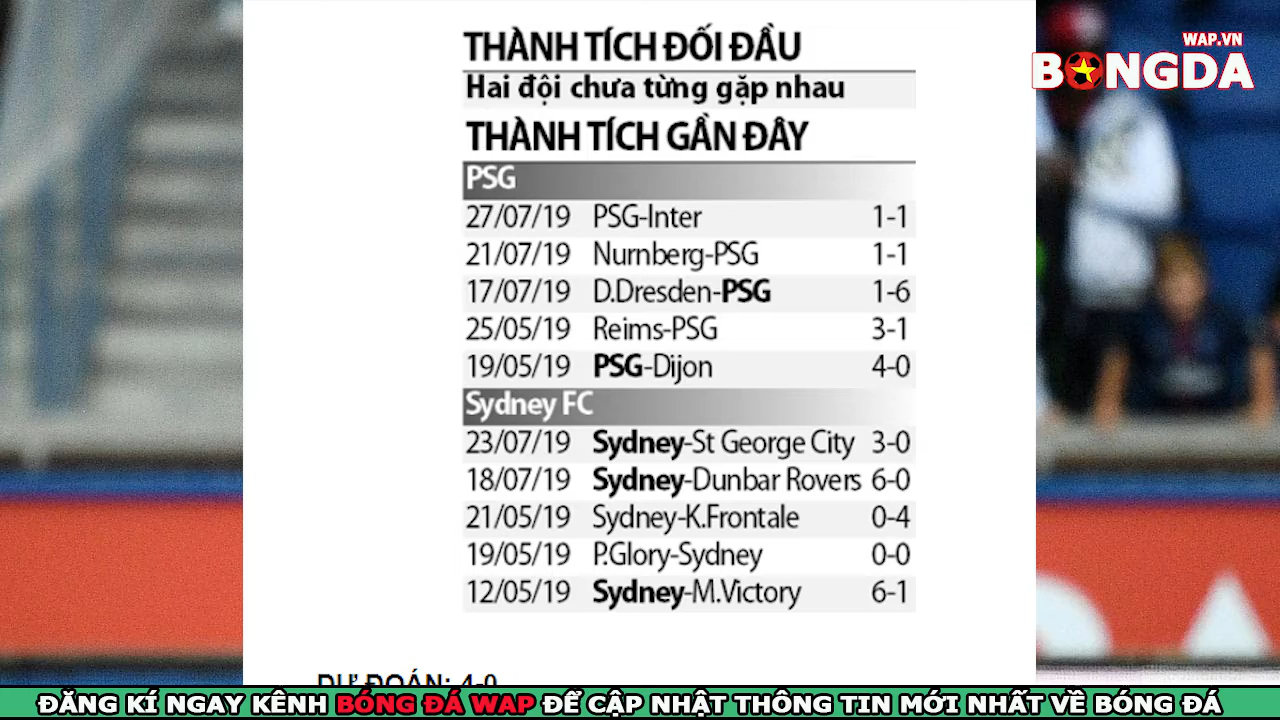 THÀNH TÍCH ĐỐI ĐẦU
Hai đội chưa từng gặp nhau
THÀNH TÍCH GẦN ĐÂY
PSG
27/07/19 PSG-Inter 1-1
21/07/19 Nurnberg-PSG 1-1
17/07/19 D.Dresden-PSG 1-6
25/05/19 Reims-PSG 3-1
19/05/19 PSG-Dijon 4-0
Sydney FC
23/07/19 Sydney-St George City 3-0
18/07/19 Sydney-Dunbar Rovers 6-0
21/05/19 Sydney-K.Frontale 0-4
19/05/19 P.Glory-Sydney 0-0
12/05/19 Sydney-M.Victory 6-1
DỰ ĐOÁN: 4-0
WAP.VN
BONGDA
ĐĂNG KÍ NGAY KÊNH BÓNG ĐÁ WAP ĐỂ CẬP NHẬT THÔNG TIN MỚI NHẤT VỀ BÓNG ĐÁ